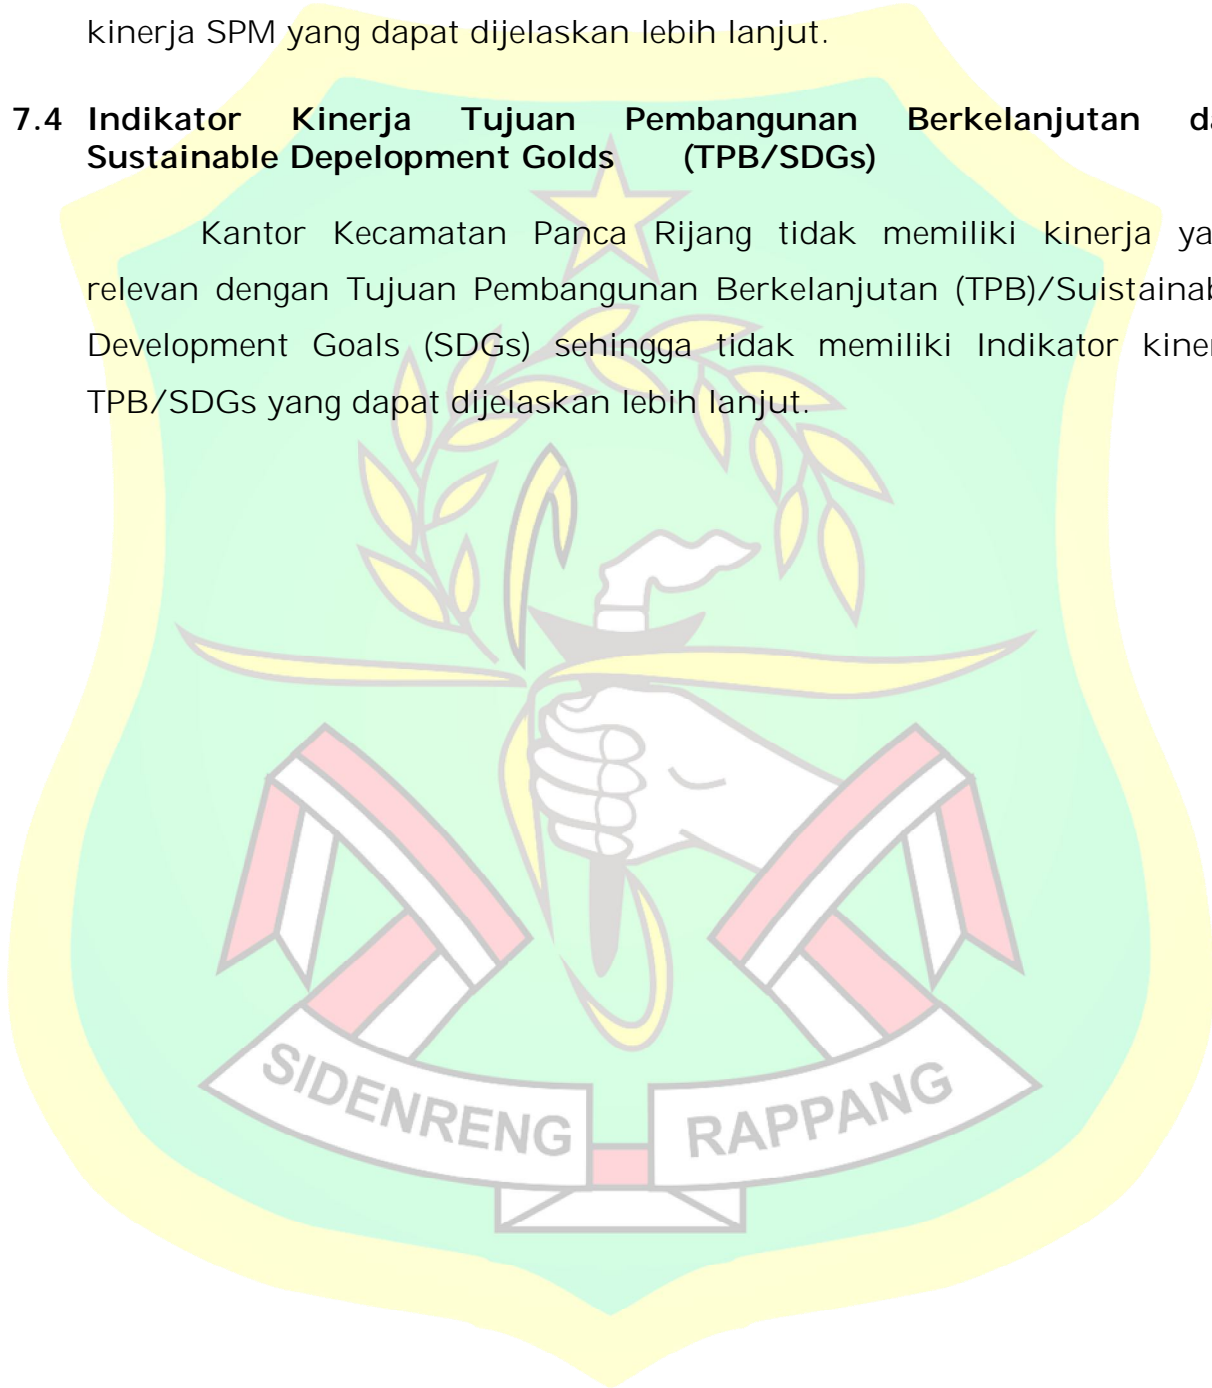 kinerja SPM yang dapat dijelaskan lebih lanjut.
7.4 Indikator Kinerja Tujuan Pembangunan Berkelanjutan
Sustainable Depelopment Golds (TPB/SDGs)
Kantor Kecamatan Panca Rijang tidak memiliki kinerja
relevan dengan Tujuan Pembangunan Berkelanjutan (TPB)/
Development Goals (SDGs) sehingga tidak memiliki Indikator
TPB/SDGs yang dapat dijelaskan lebih lanjut.
SIDENRENG RAPPANG